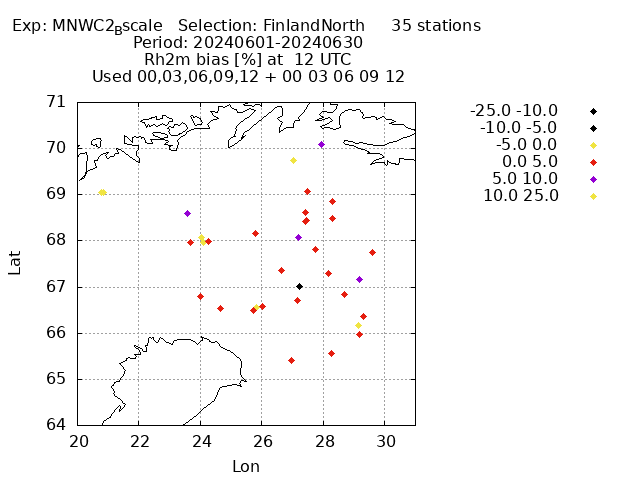 Exp: MNWC2Bscale   Selection: FinlandNorth     35 stations
Period: 20240601-20240630
Rh2m bias [%] at  12 UTC
Used 00,03,06,09,12 + 00 03 06 09 12
-25.0 -10.0
-10.0 -5.0
-5.0 0.0
0.0 5.0
5.0 10.0
10.0 25.0
71
70
69
68
67
66
65
64
Lat
20 22 24 26 28 30
Lon